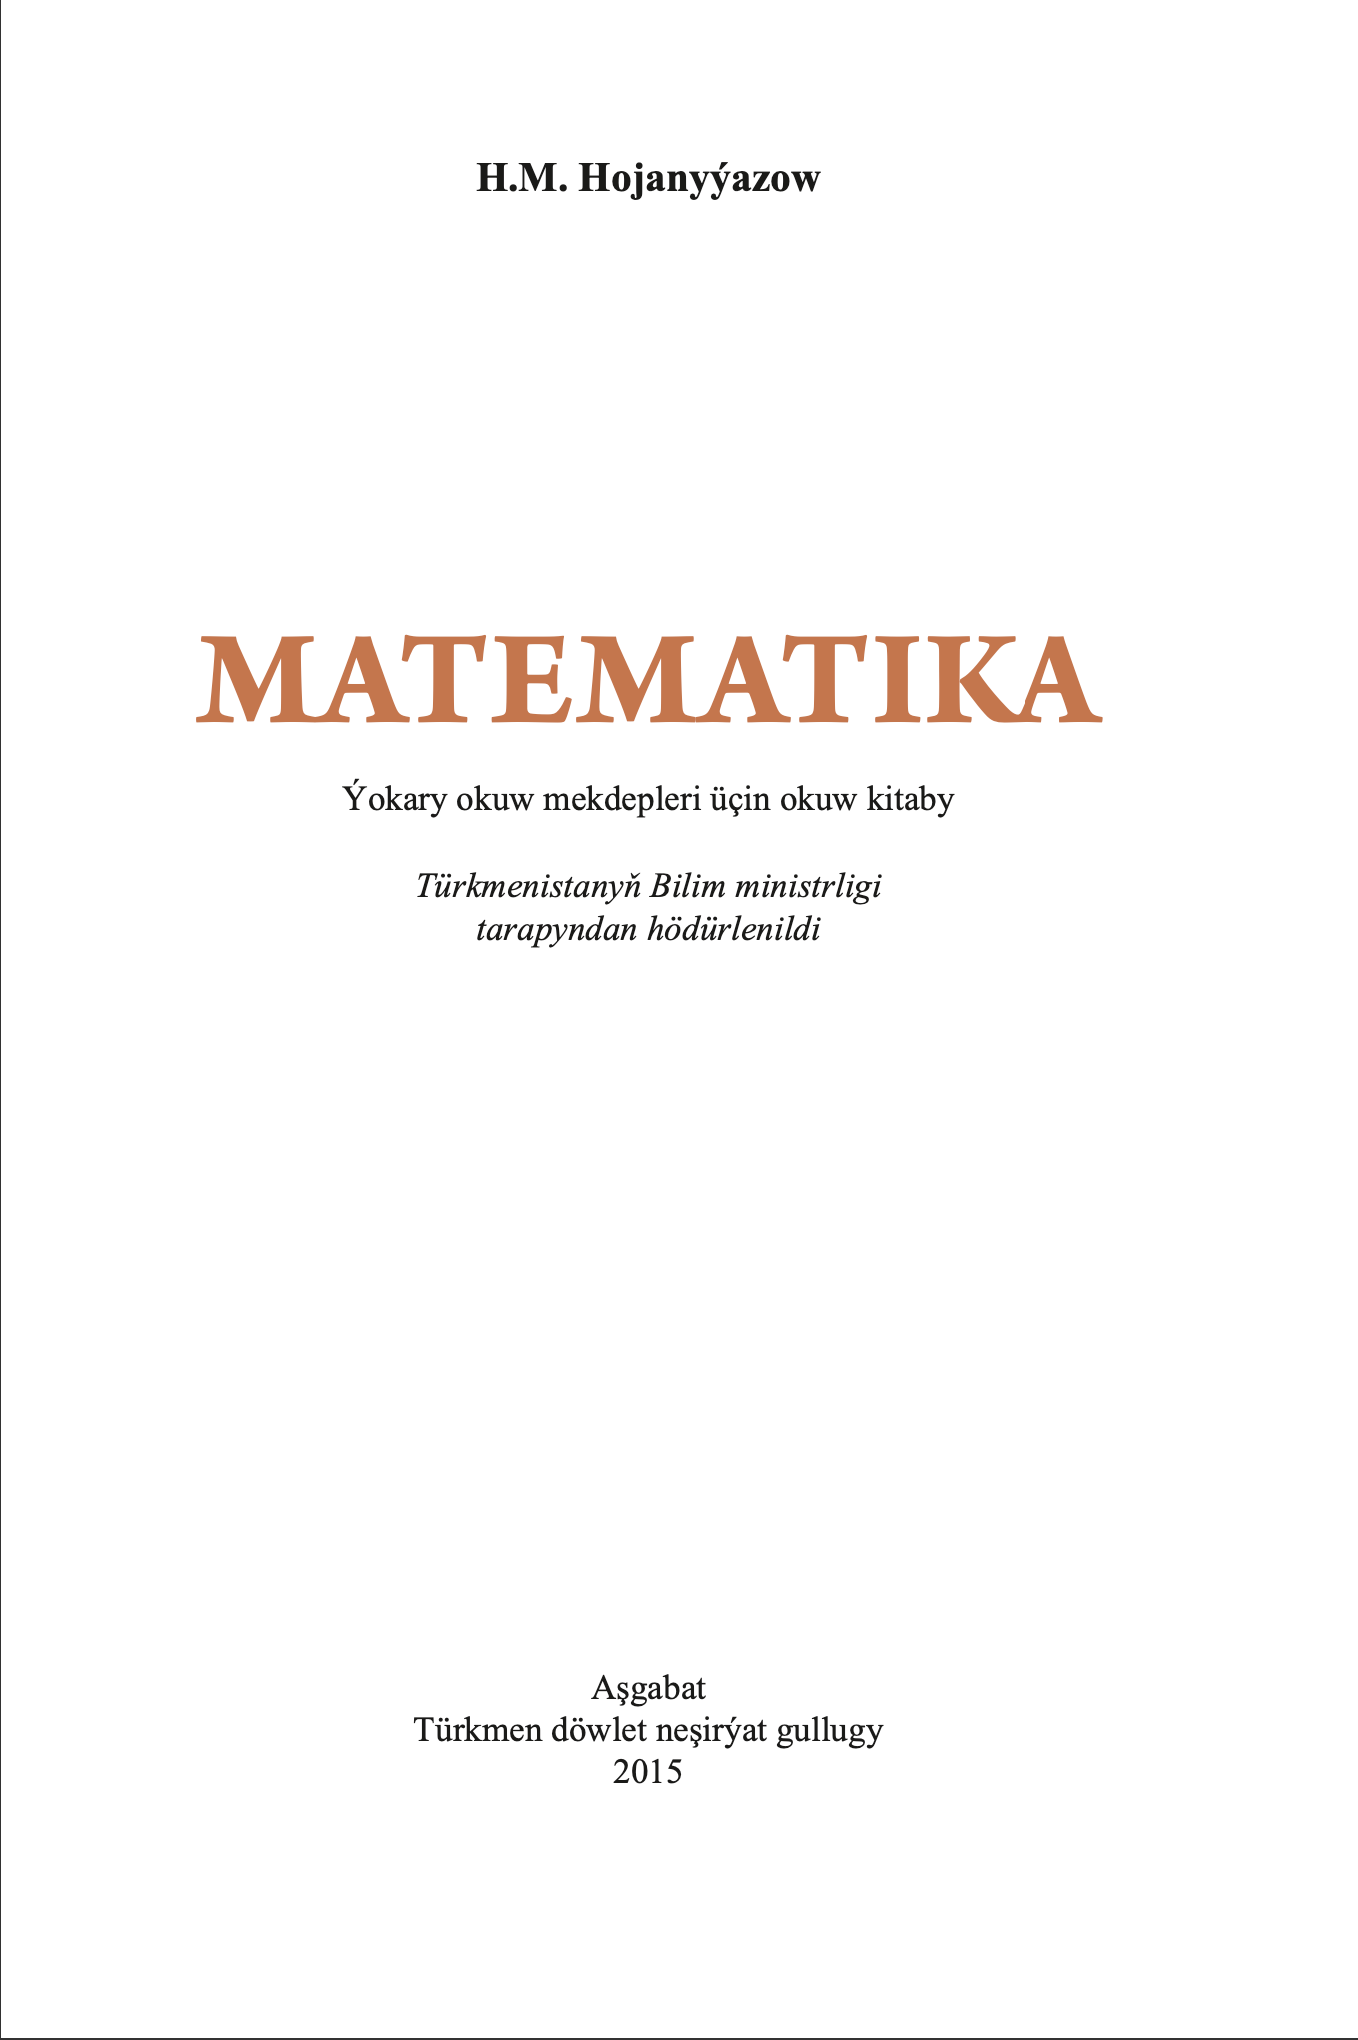 H.M. Hojanyýazow
MATEMATIKA
Ýokary okuw mekdepleri üçin okuw kitaby
Türkmenistanyň Bilim ministrligi
tarapyndan hödürlenildi
Aşgabat
Türkmen döwlet neşirýat gullugy
2015